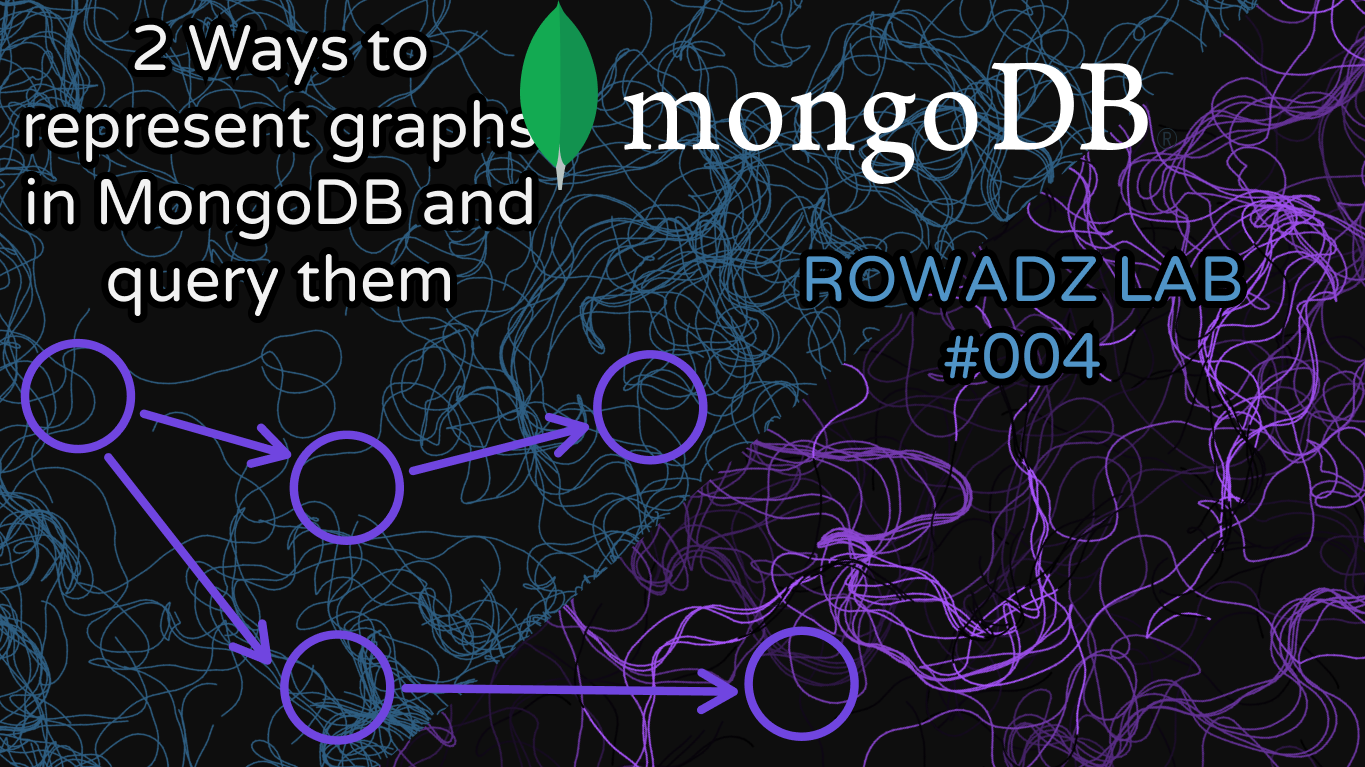 2 Ways to
represent graphs
in MongoDB and
query them
mongoDB®
ROWADZ LAB
#004